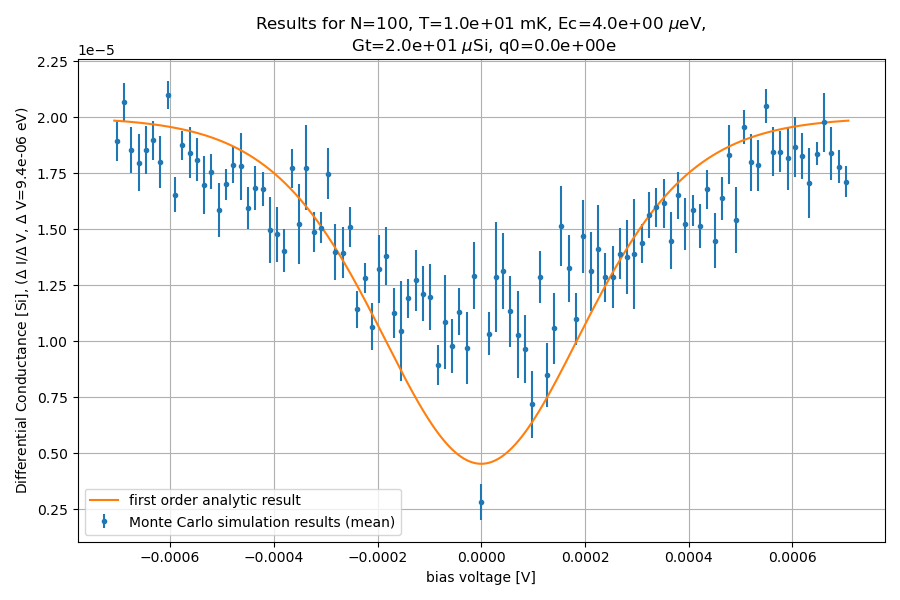 Results for N=100, T=1.0e+01 mK, Ec=4.0e+00 μeV,
Gt=2.0e+01 μSi, q0=0.0e+00e
1e−5
2.25
2.00
1.75
1.50
1.25
1.00
0.75
0.50
0.25
Differential Conductance [Si], (Δ I/Δ V, Δ V=9.4e-06 eV)
first order analytic result
Monte Carlo simulation results (mean)
−0.0006
−0.0004
−0.0002
0.0000
0.0002
0.0004
0.0006
bias voltage [V]